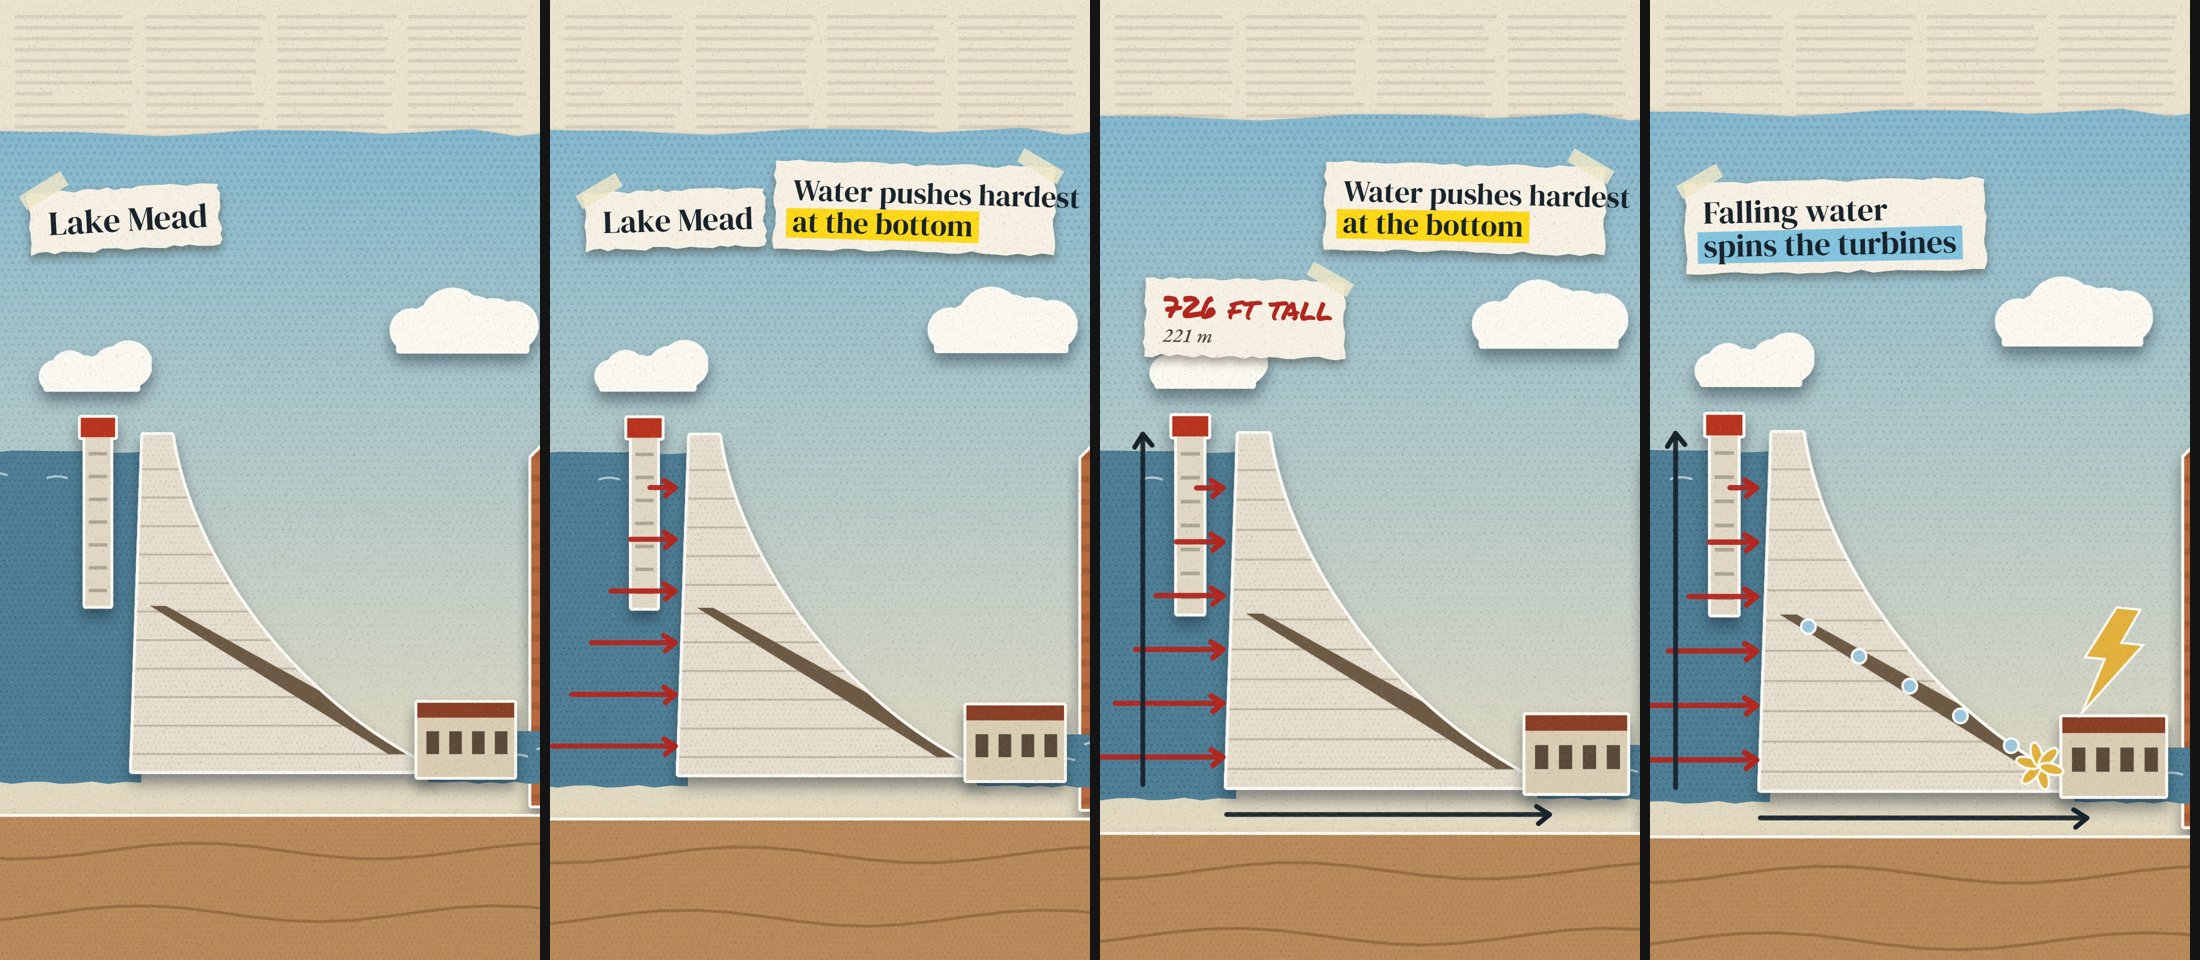 Lake Mead
Lake Mead
Water pushes hardest
at the bottom
Water pushes hardest
at the bottom
726 FT TALL
221 m
Falling water
spins the turbines